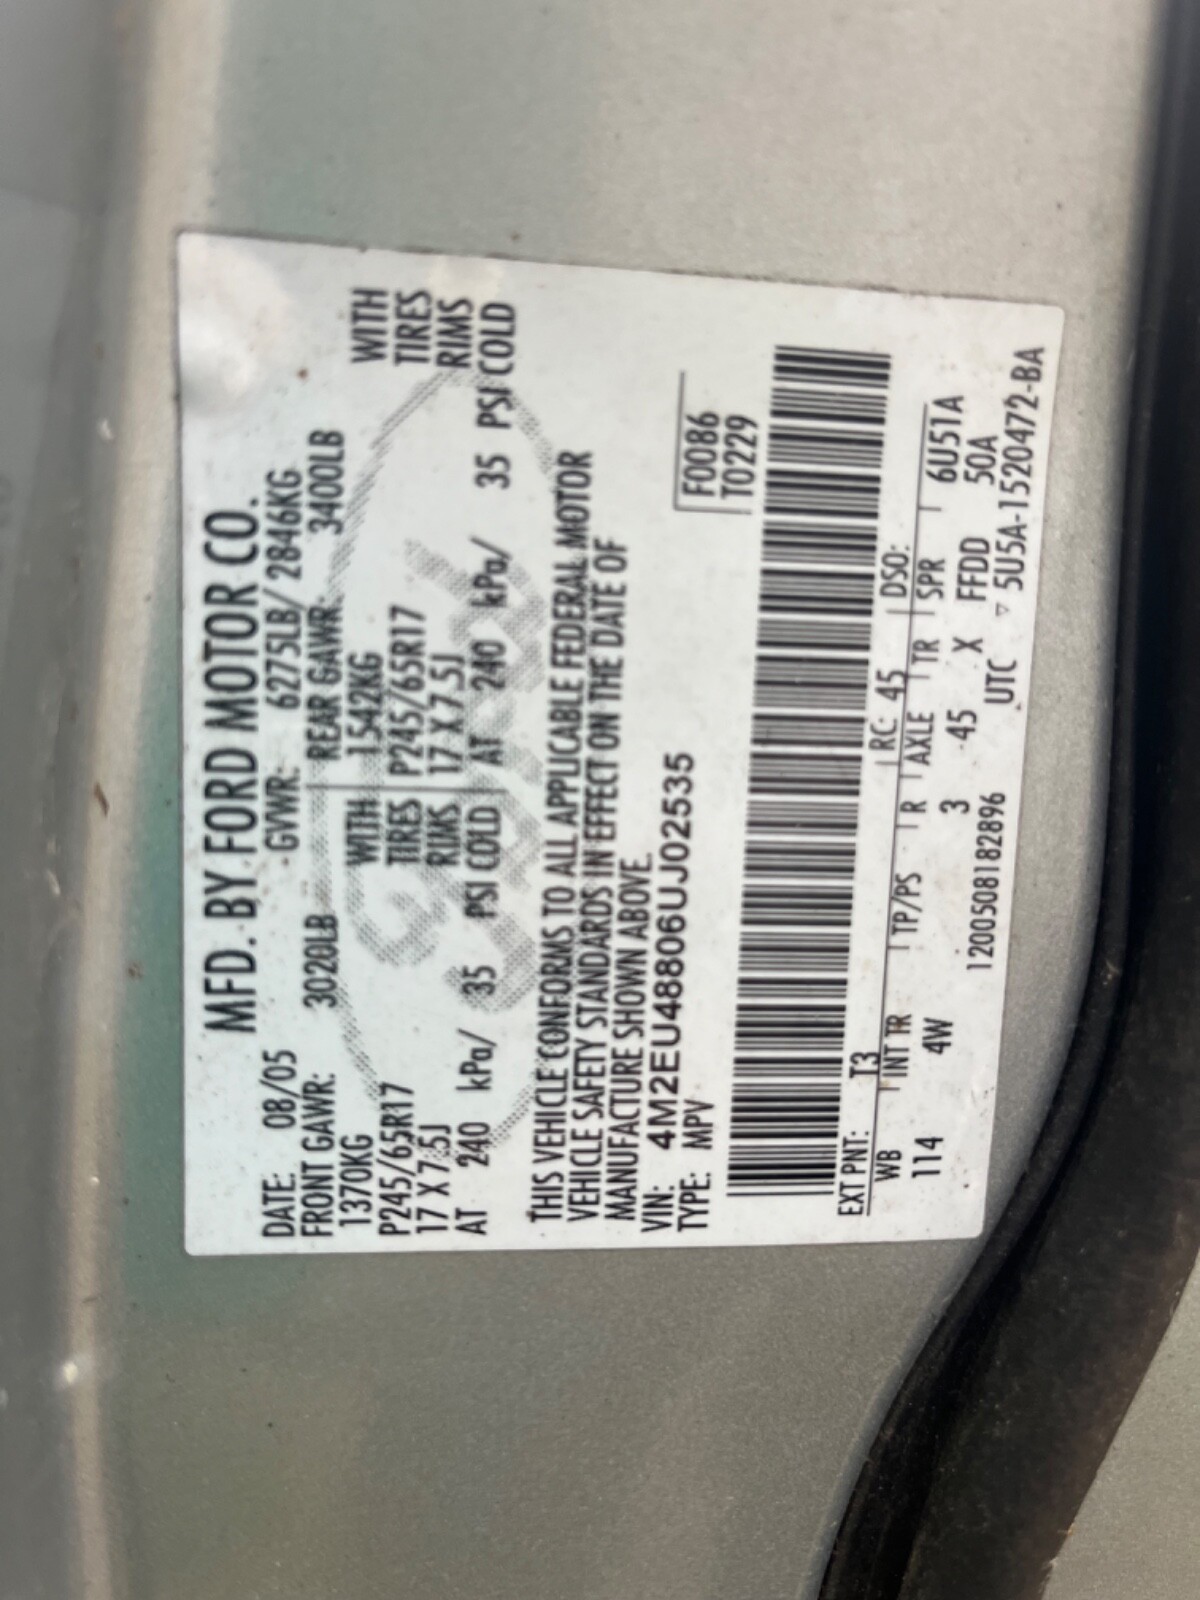 MFD. BY FORD MOTOR CO.
DATE: 08/05 GVWR: 6275LB/ 2846KG
FRONT GAWR: 3020LB REAR GAWR: 3400LB
1370KG WITH 1542KG WITH
P245/65R17 TIRES P245/65R17 TIRES
17 X 7.5J RIMS 17 X 7.5J RIMS
AT 240 kPa/ 35 PSI COLD AT 240 kPa/ 35 PSI COLD
THIS VEHICLE CONFORMS TO ALL APPLICABLE FEDERAL MOTOR
VEHICLE SAFETY STANDARDS IN EFFECT ON THE DATE OF
MANUFACTURE SHOWN ABOVE.
VIN: 4M2EU48806UJ02535
TYPE: MPV
F0086
T0229
EXT PNT: T3 RC: 45 DSO:
WB INT TR TP/PS R AXLE TR SPR 6U51A
114 4W 3 45 X FFDD 50A
12005081 82896 UTC ▿ 5U5A-1520472-BA